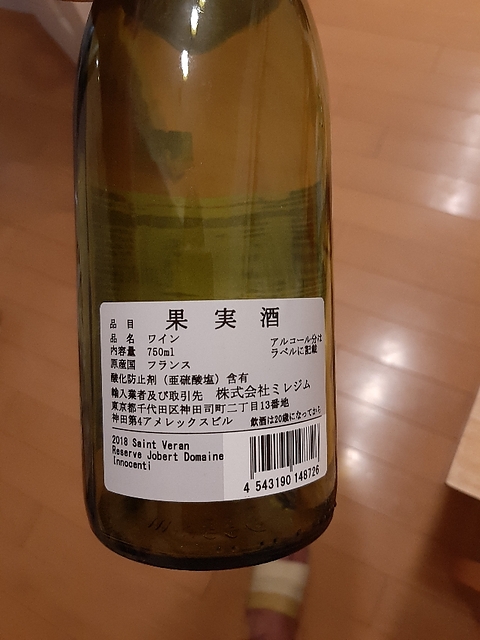 品目 果実酒
品名 ワイン
アルコール分は
内容量 750ml
ラベルに記載
原産国 フランス
酸化防止剤（亜硫酸塩）含有
輸入業者及び取引先 株式会社ミレジム
東京都千代田区神田司町二丁目13番地
神田第4アメレックスビル 飲酒は20歳になってから
2018 Saint Veran
Reserve Jobert Domaine
Innocenti
4 543190 148726